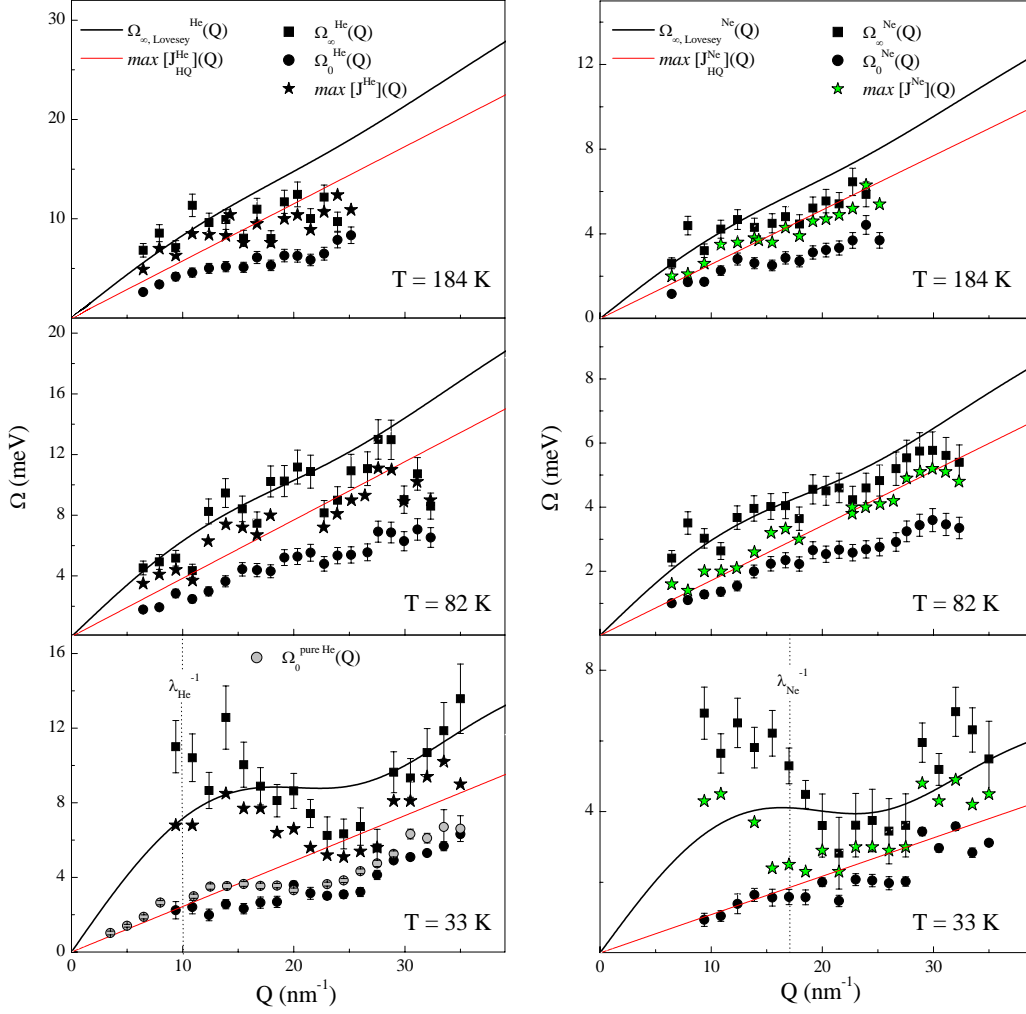 Ω∞, Lovesey^He(Q)
max [J_HQ^He](Q)
Ω∞^He(Q)
Ω0^He(Q)
max [J^He](Q)
30
20
10
T = 184 K
Ω∞, Lovesey^Ne(Q)
max [J_HQ^Ne](Q)
Ω∞^Ne(Q)
Ω0^Ne(Q)
max [J^Ne](Q)
12
8
4
0
T = 184 K
Ω (meV)
20
16
12
8
4
T = 82 K
Ω (meV)
8
6
4
2
0
T = 82 K
Ω0^pure He(Q)
λHe^-1
16
12
8
4
0
T = 33 K
0 10 20 30
Q (nm^-1)
λNe^-1
8
4
T = 33 K
0 10 20 30
Q (nm^-1)